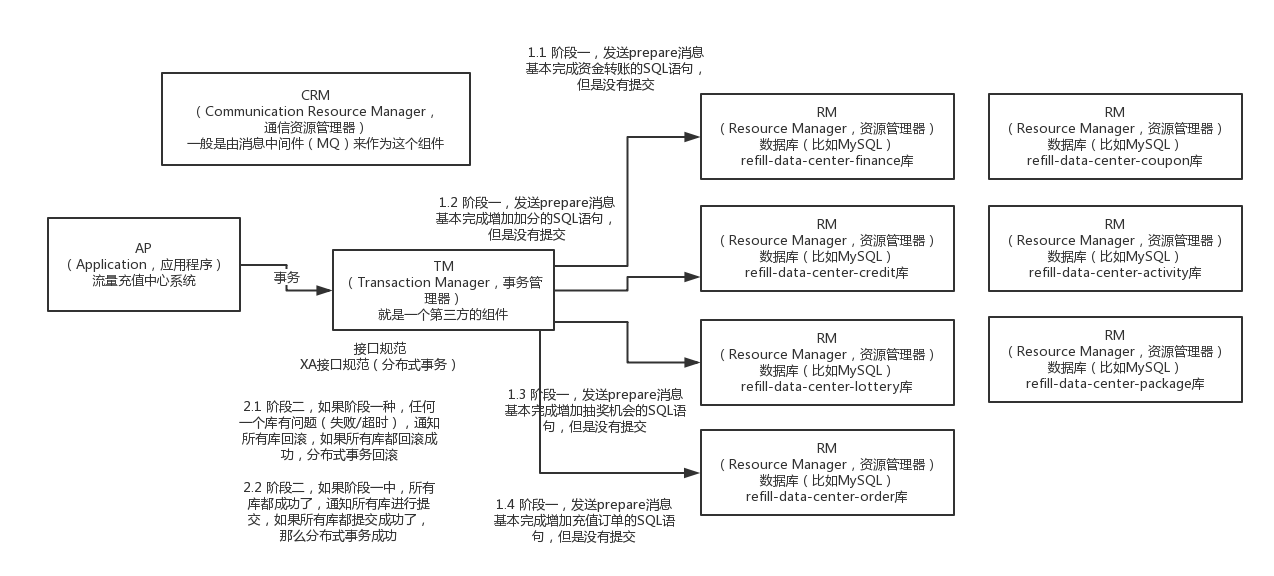 1.1 阶段一，发送prepare消息
基本完成资金转账的SQL语句，
但是没有提交
CRM
（Communication Resource Manager，
通信资源管理器）
一般是由消息中间件（MQ）来作为这个组件
RM
（Resource Manager，资源管理器）
数据库（比如MySQL）
refill-data-center-finance库
RM
（Resource Manager，资源管理器）
数据库（比如MySQL）
refill-data-center-coupon库
1.2 阶段一，发送prepare消息
基本完成增加加分的SQL语句，
但是没有提交
AP
（Application，应用程序）
流量充值中心系统
事务
TM
（Transaction Manager，事务管
理器）
就是一个第三方的组件
RM
（Resource Manager，资源管理器）
数据库（比如MySQL）
refill-data-center-credit库
RM
（Resource Manager，资源管理器）
数据库（比如MySQL）
refill-data-center-activity库
接口规范
XA接口规范（分布式事务）
RM
（Resource Manager，资源管理器）
数据库（比如MySQL）
refill-data-center-lottery库
RM
（Resource Manager，资源管理器）
数据库（比如MySQL）
refill-data-center-package库
2.1 阶段二，如果阶段一种，任何
一个库有问题（失败/超时），通知
所有库回滚，如果所有库都回滚成
功，分布式事务回滚
1.3 阶段一，发送prepare消息
基本完成增加抽奖机会的SQL语
句，但是没有提交
RM
（Resource Manager，资源管理器）
数据库（比如MySQL）
refill-data-center-order库
2.2 阶段二，如果阶段一中，所有
库都成功了，通知所有库进行提
交，如果所有库都提交成功了，
那么分布式事务成功
1.4 阶段一，发送prepare消息
基本完成增加充值订单的SQL语
句，但是没有提交